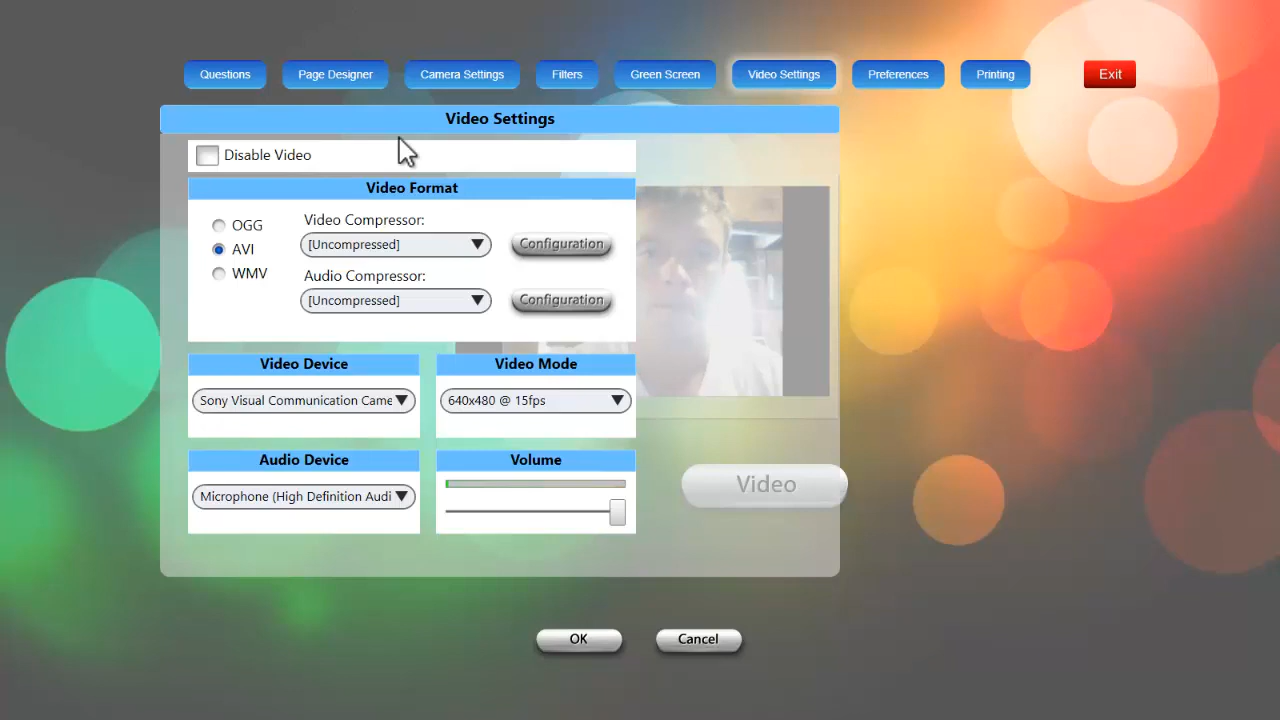 Questions
Page Designer
Camera Settings
Filters
Green Screen
Video Settings
Preferences
Printing
Exit
Video Settings
Disable Video
Video Format
OGG
AVI
WMV
Video Compressor:
[Uncompressed]
Configuration
Audio Compressor:
[Uncompressed]
Configuration
Video Device
Sony Visual Communication Came
Video Mode
640x480 @ 15fps
Audio Device
Microphone (High Definition Audi
Volume
Video
OK
Cancel